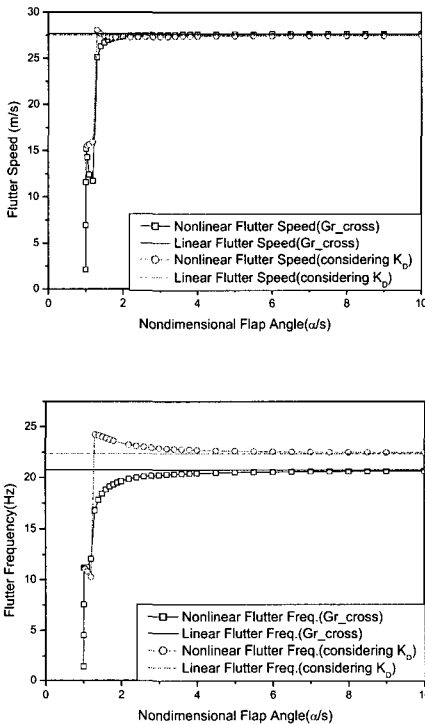 30
25
20
15
10
5
0
Flutter Speed (m/s)
Nonlinear Flutter Speed(Gr_cross)
Linear Flutter Speed(Gr_cross)
Nonlinear Flutter Speed(considering K_D)
Linear Flutter Speed(considering K_D)
0 2 4 6 8 10
Nondimensional Flap Angle(α/s)
25
20
15
10
5
0
Flutter Frequency(Hz)
Nonlinear Flutter Freq.(Gr_cross)
Linear Flutter Freq.(Gr_cross)
Nonlinear Flutter Freq.(considering K_D)
Linear Flutter Freq.(considering K_D)
0 2 4 6 8 10
Nondimensional Flap Angle(α/s)